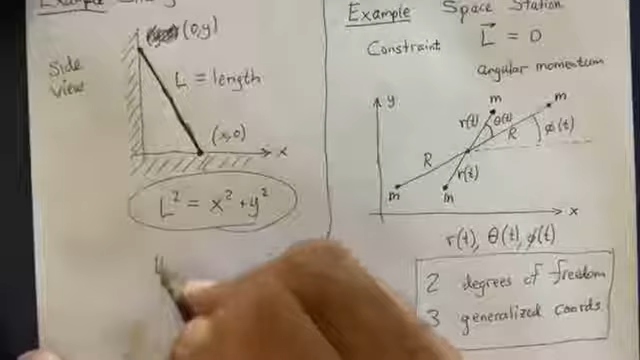 Example
Side
View
(0,y)
L = length
(x,0)
x
L² = x² + y²
Example Space Station
Constraint L⃗ = 0
angular momentum
y
m
m
r(t)
θ(t)
R
ϕ(t)
R
r(t)
m
m
x
r(t), θ(t), ϕ(t)
2 degrees of freedom
3 generalized coords